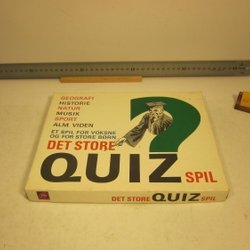 GEOGRAFI
HISTORIE
NATUR
MUSIK
SPORT
ALM. VIDEN
ET SPIL FOR VOKSNE
OG FOR STORE BØRN
DET STORE
QUIZ SPIL
DET STORE QUIZ SPIL